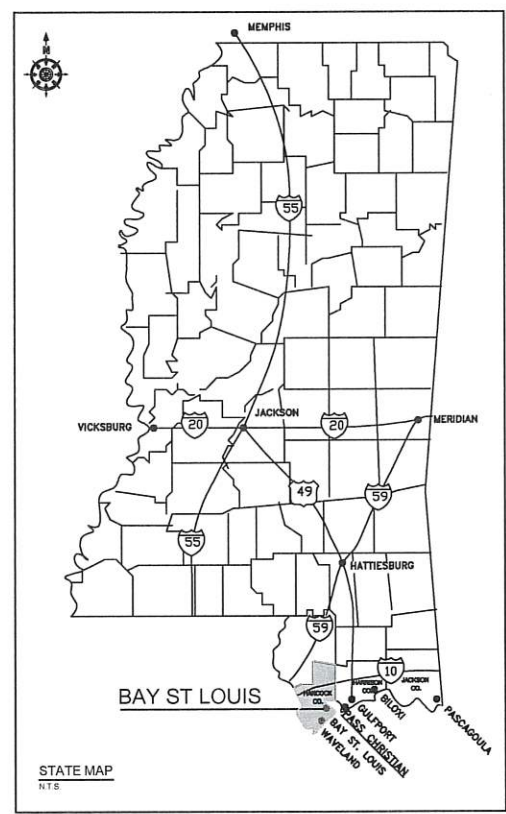 MEMPHIS
N
55
VICKSBURG
20
JACKSON
20
MERIDIAN
49
59
55
HATTIESBURG
59
10
HANCOCK
CO.
HARRISON
CO.
JACKSON
CO.
BAY ST LOUIS
BILOXI
GULFPORT
PASS CHRISTIAN
BAY ST. LOUIS
WAVELAND
PASCAGOULA
STATE MAP
N.T.S